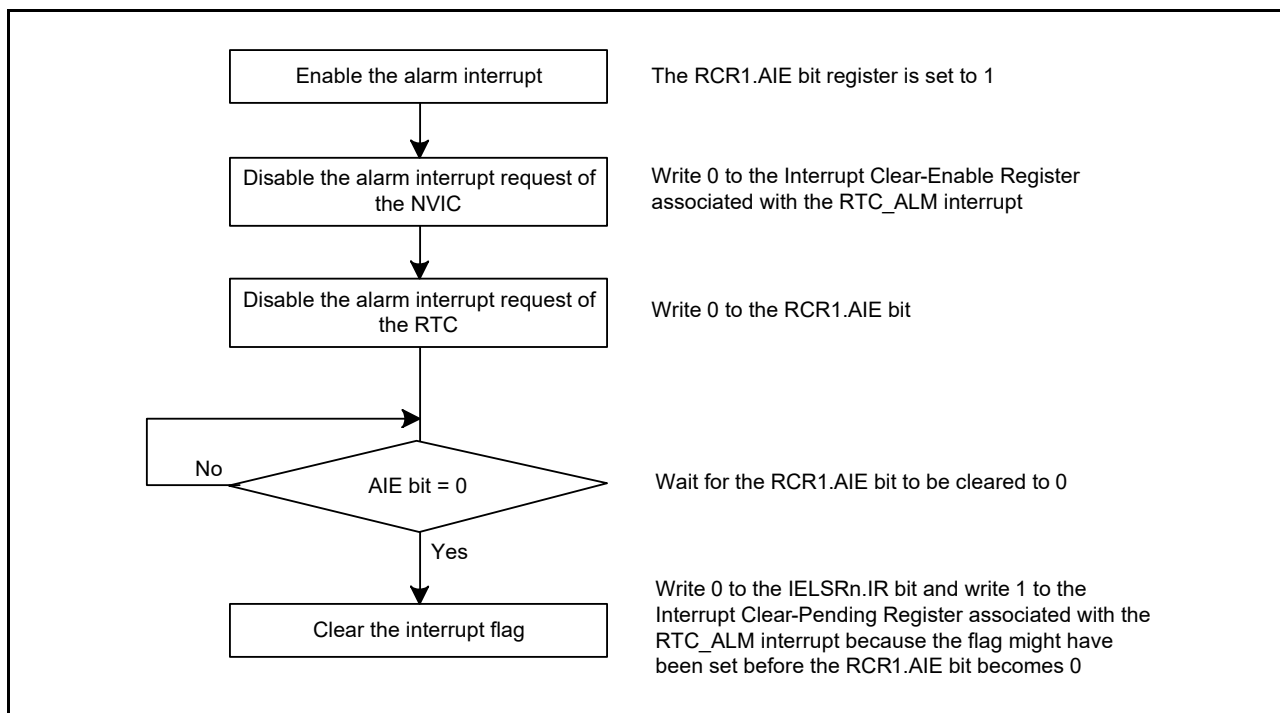 Enable the alarm interrupt
The RCR1.AIE bit register is set to 1
Disable the alarm interrupt request of
the NVIC
Write 0 to the Interrupt Clear-Enable Register
associated with the RTC_ALM interrupt
Disable the alarm interrupt request of
the RTC
Write 0 to the RCR1.AIE bit
No
AIE bit = 0
Wait for the RCR1.AIE bit to be cleared to 0
Yes
Clear the interrupt flag
Write 0 to the IELSRn.IR bit and write 1 to the
Interrupt Clear-Pending Register associated with the
RTC_ALM interrupt because the flag might have
been set before the RCR1.AIE bit becomes 0